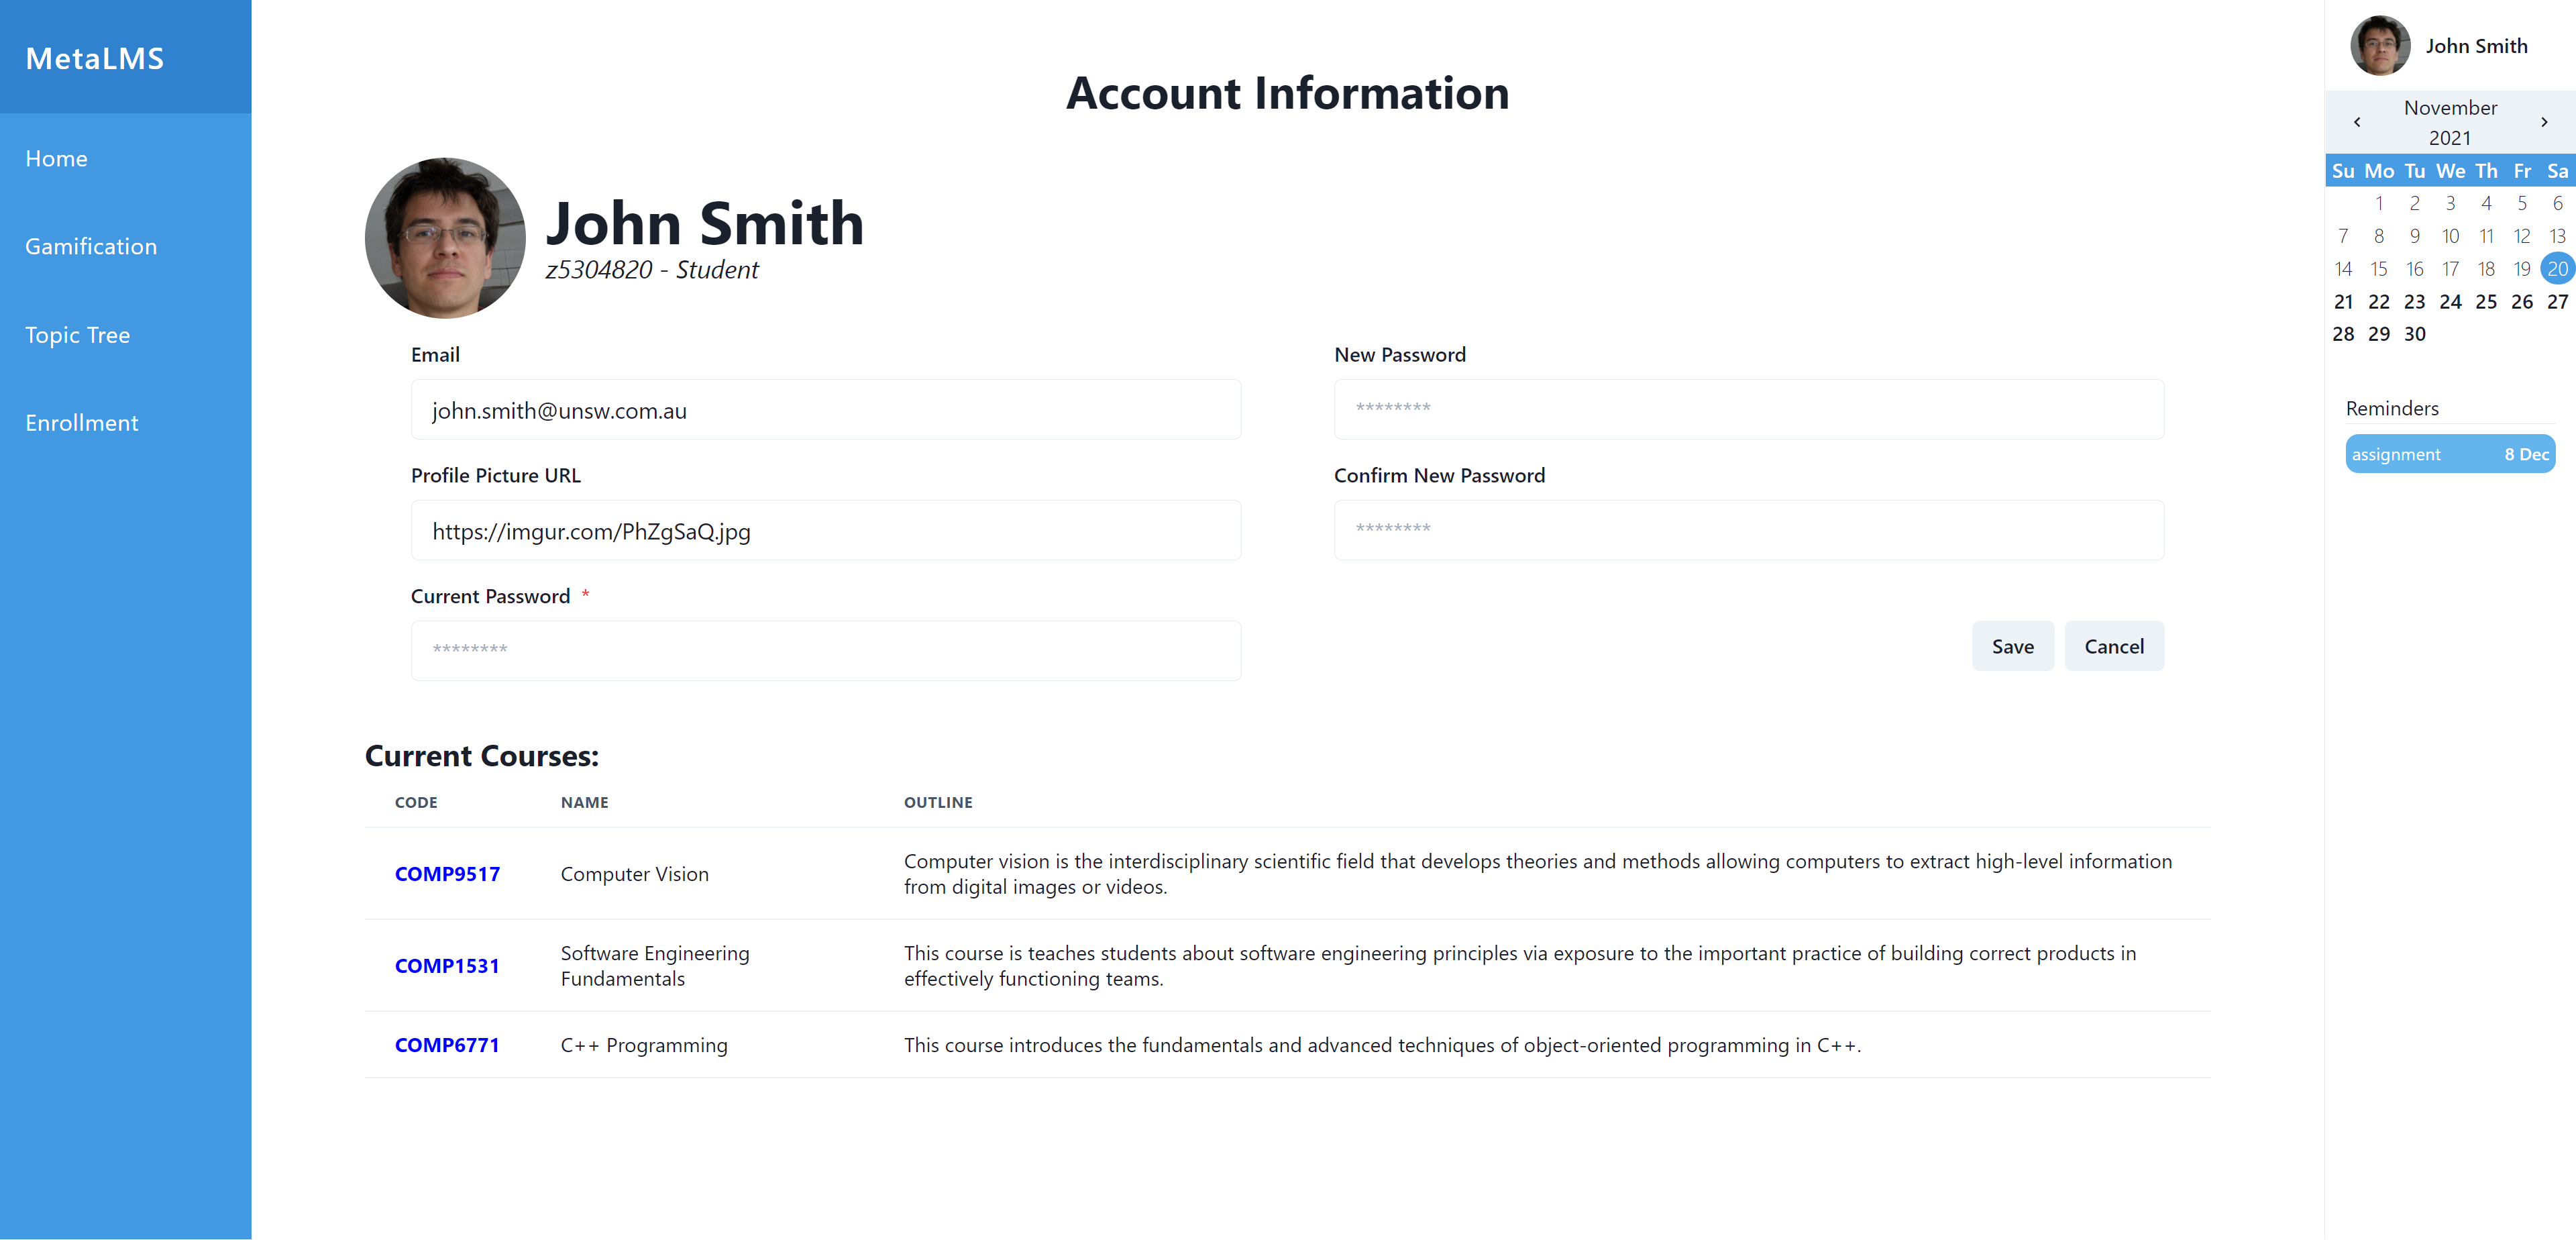 MetaLMS
Home
Gamification
Topic Tree
Enrollment
Account Information
John Smith
z5304820 - Student
Email
john.smith@unsw.com.au
New Password
********
Profile Picture URL
https://imgur.com/PhZgSaQ.jpg
Confirm New Password
********
Current Password *
********
Save Cancel
Current Courses:
CODE NAME OUTLINE
COMP9517 Computer Vision
Computer vision is the interdisciplinary scientific field that develops theories and methods allowing computers to extract high-level information
from digital images or videos.
COMP1531
Software Engineering
Fundamentals
This course is teaches students about software engineering principles via exposure to the important practice of building correct products in
effectively functioning teams.
COMP6771 C++ Programming This course introduces the fundamentals and advanced techniques of object-oriented programming in C++.
John Smith
‹ November ›
2021
Su Mo Tu We Th Fr Sa
1 2 3 4 5 6
7 8 9 10 11 12 13
14 15 16 17 18 19 20
21 22 23 24 25 26 27
28 29 30
Reminders
assignment 8 Dec